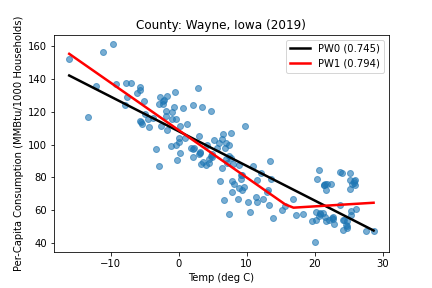 County: Wayne, Iowa (2019)
PW0 (0.745)
PW1 (0.794)
Per-Capita Consumption (MMBtu/1000 Households)
160
140
120
100
80
60
40
−10 0 10 20 30
Temp (deg C)